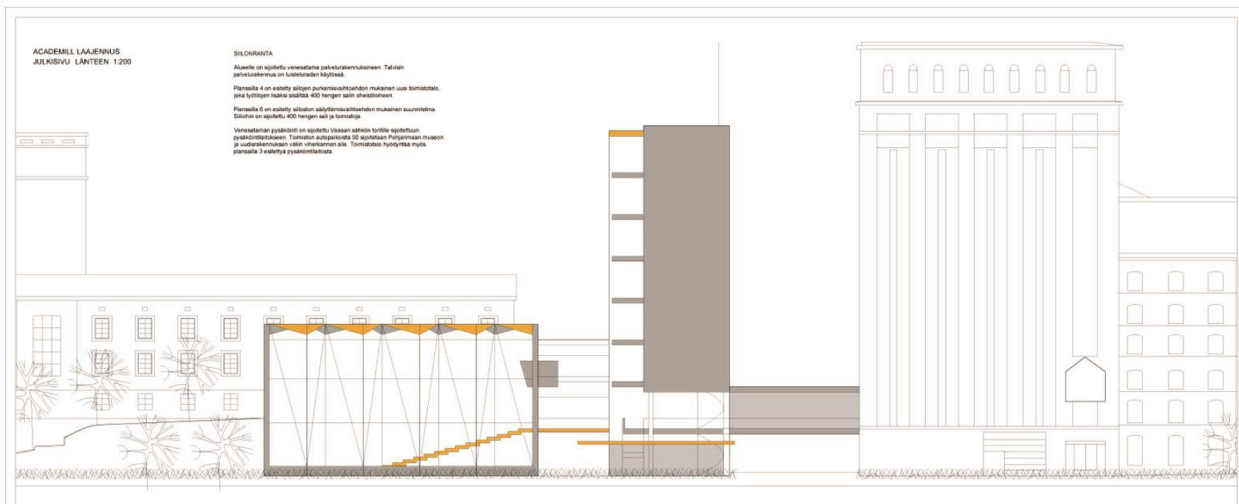 ACADEMILL LAAJENNUS
JULKISIVU LÄNTEEN 1:200
SIILONRANTA
Alueelle on sijoitettu venesatama palvelurakennuksineen. Talvisin
palvelurakennus on luisteluradan käytössä.
Planssilla 4 on esitetty siilojen purkamisvaihtoehdon mukainen uusi toimistotalo,
joka työtilojen lisäksi sisältää 400 hengen salin oheistiloineen.
Planssilla 6 on esitetty siiloston säilyttämisvaihtoehdon mukainen suunnitelma.
Siiloihin on sijoitettu 400 hengen sali ja toimistoja.
Venesataman pysäköinti on sijoitettu Vaasan sähkön tontille sijoitettuun
pysäköintilaitokseen. Toimiston autopaikoista 50 sijoitetaan Pohjanmaan museon
ja uudisrakennuksen väliin viherkannen alle. Toimistotalo hyödyntää myös
planssilla 3 esitettyä pysäköintilaitosta.